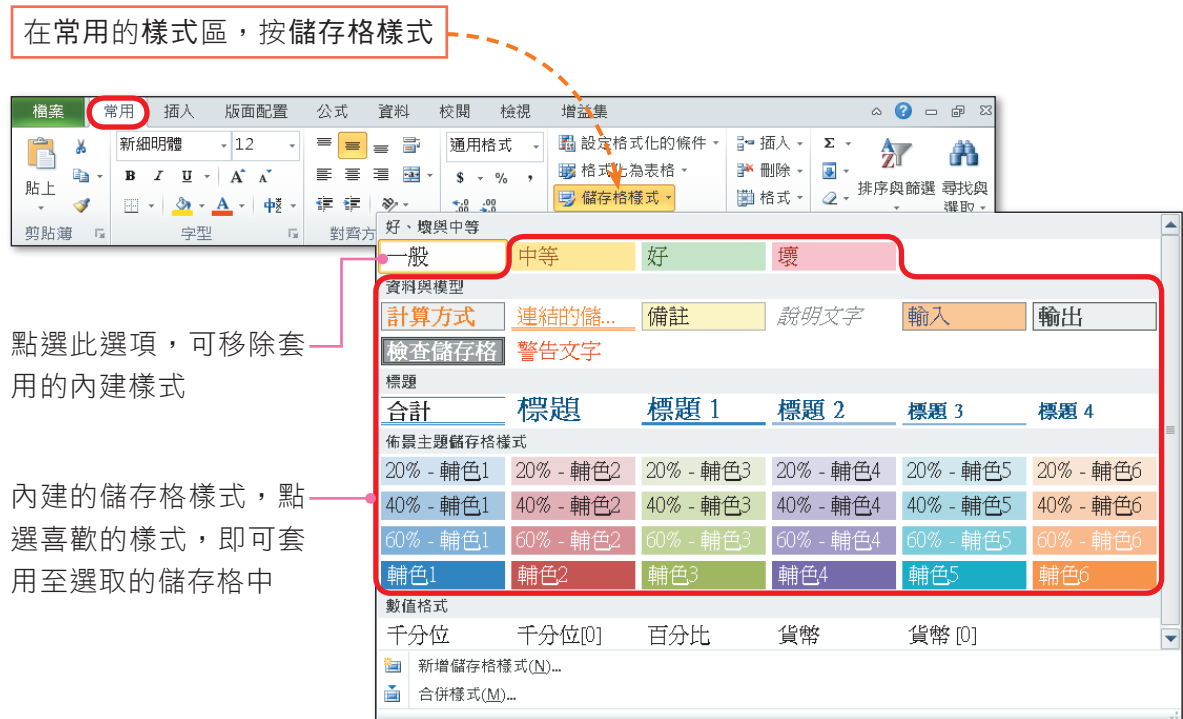 在常用的樣式區，按儲存格樣式
檔案 常用 插入 版面配置 公式 資料 校閱 檢視 增益集
新細明體 12 通用格式 設定格式化的條件 插入 Σ
貼上 B I U A A $ % , 格式化為表格 刪除 A Z 排序與篩選 尋找與選取
中 .00 .00 儲存格樣式 格式
剪貼簿 字型 對齊方
好、壞與中等
一般 中等 好 壞
資料與模型
計算方式 連結的儲... 備註 說明文字 輸入 輸出
檢查儲存格 警告文字
標題
合計 標題 標題 1 標題 2 標題 3 標題 4
佈景主題儲存格樣式
20% - 輔色1 20% - 輔色2 20% - 輔色3 20% - 輔色4 20% - 輔色5 20% - 輔色6
40% - 輔色1 40% - 輔色2 40% - 輔色3 40% - 輔色4 40% - 輔色5 40% - 輔色6
60% - 輔色1 60% - 輔色2 60% - 輔色3 60% - 輔色4 60% - 輔色5 60% - 輔色6
輔色1 輔色2 輔色3 輔色4 輔色5 輔色6
數值格式
千分位 千分位[0] 百分比 貨幣 貨幣 [0]
新增儲存格樣式(N)...
合併樣式(M)...
點選此選項，可移除套
用的內建樣式
內建的儲存格樣式，點
選喜歡的樣式，即可套
用至選取的儲存格中